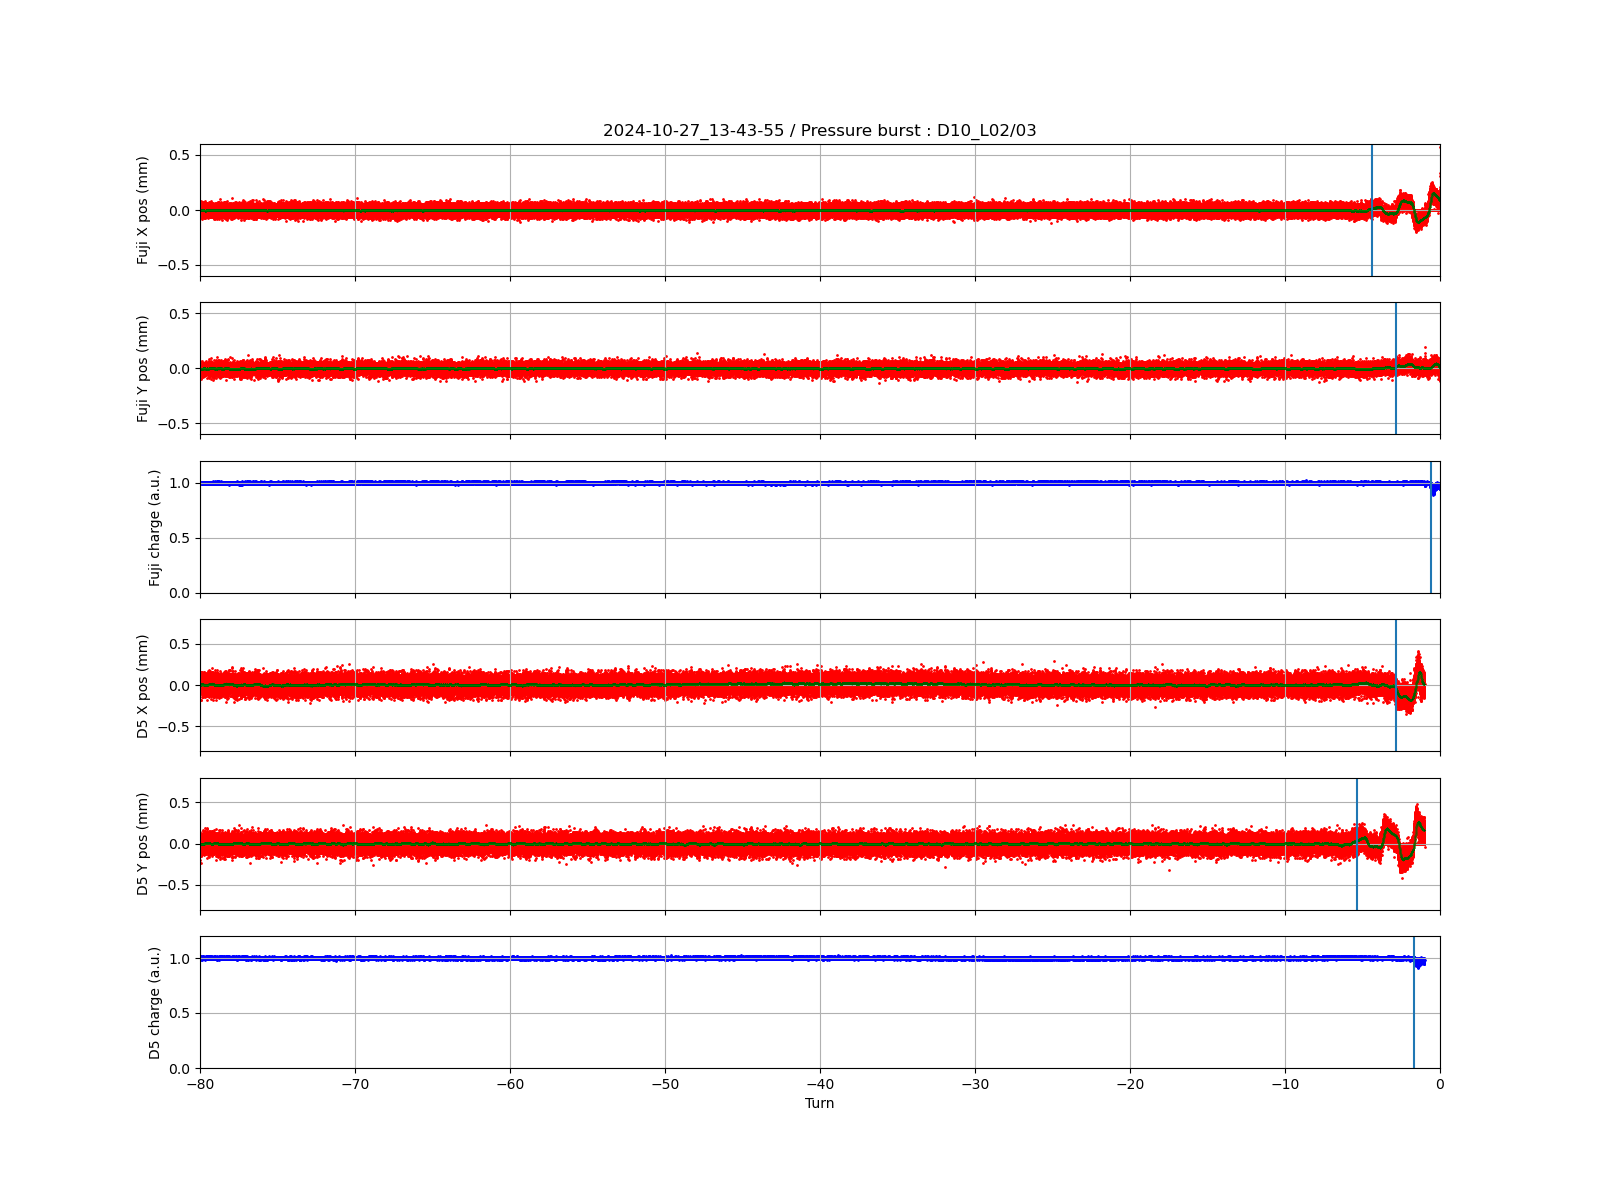 2024-10-27_13-43-55 / Pressure burst : D10_L02/03
Fuji X pos (mm)
0.5
0.0
−0.5
Fuji Y pos (mm)
0.5
0.0
−0.5
Fuji charge (a.u.)
1.0
0.5
0.0
D5 X pos (mm)
0.5
0.0
−0.5
D5 Y pos (mm)
0.5
0.0
−0.5
D5 charge (a.u.)
1.0
0.5
0.0
−80 −70 −60 −50 −40 −30 −20 −10 0
Turn